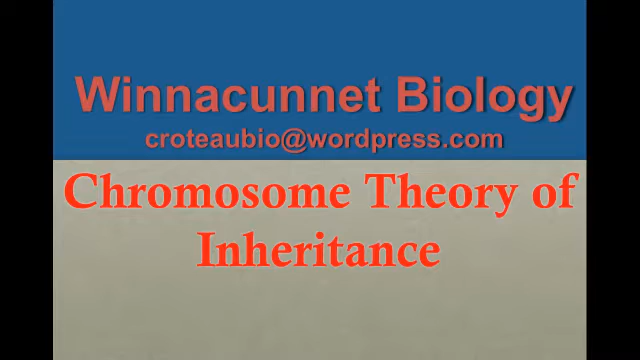 Winnacunnet Biology
croteaubio@wordpress.com
Chromosome Theory of
Inheritance